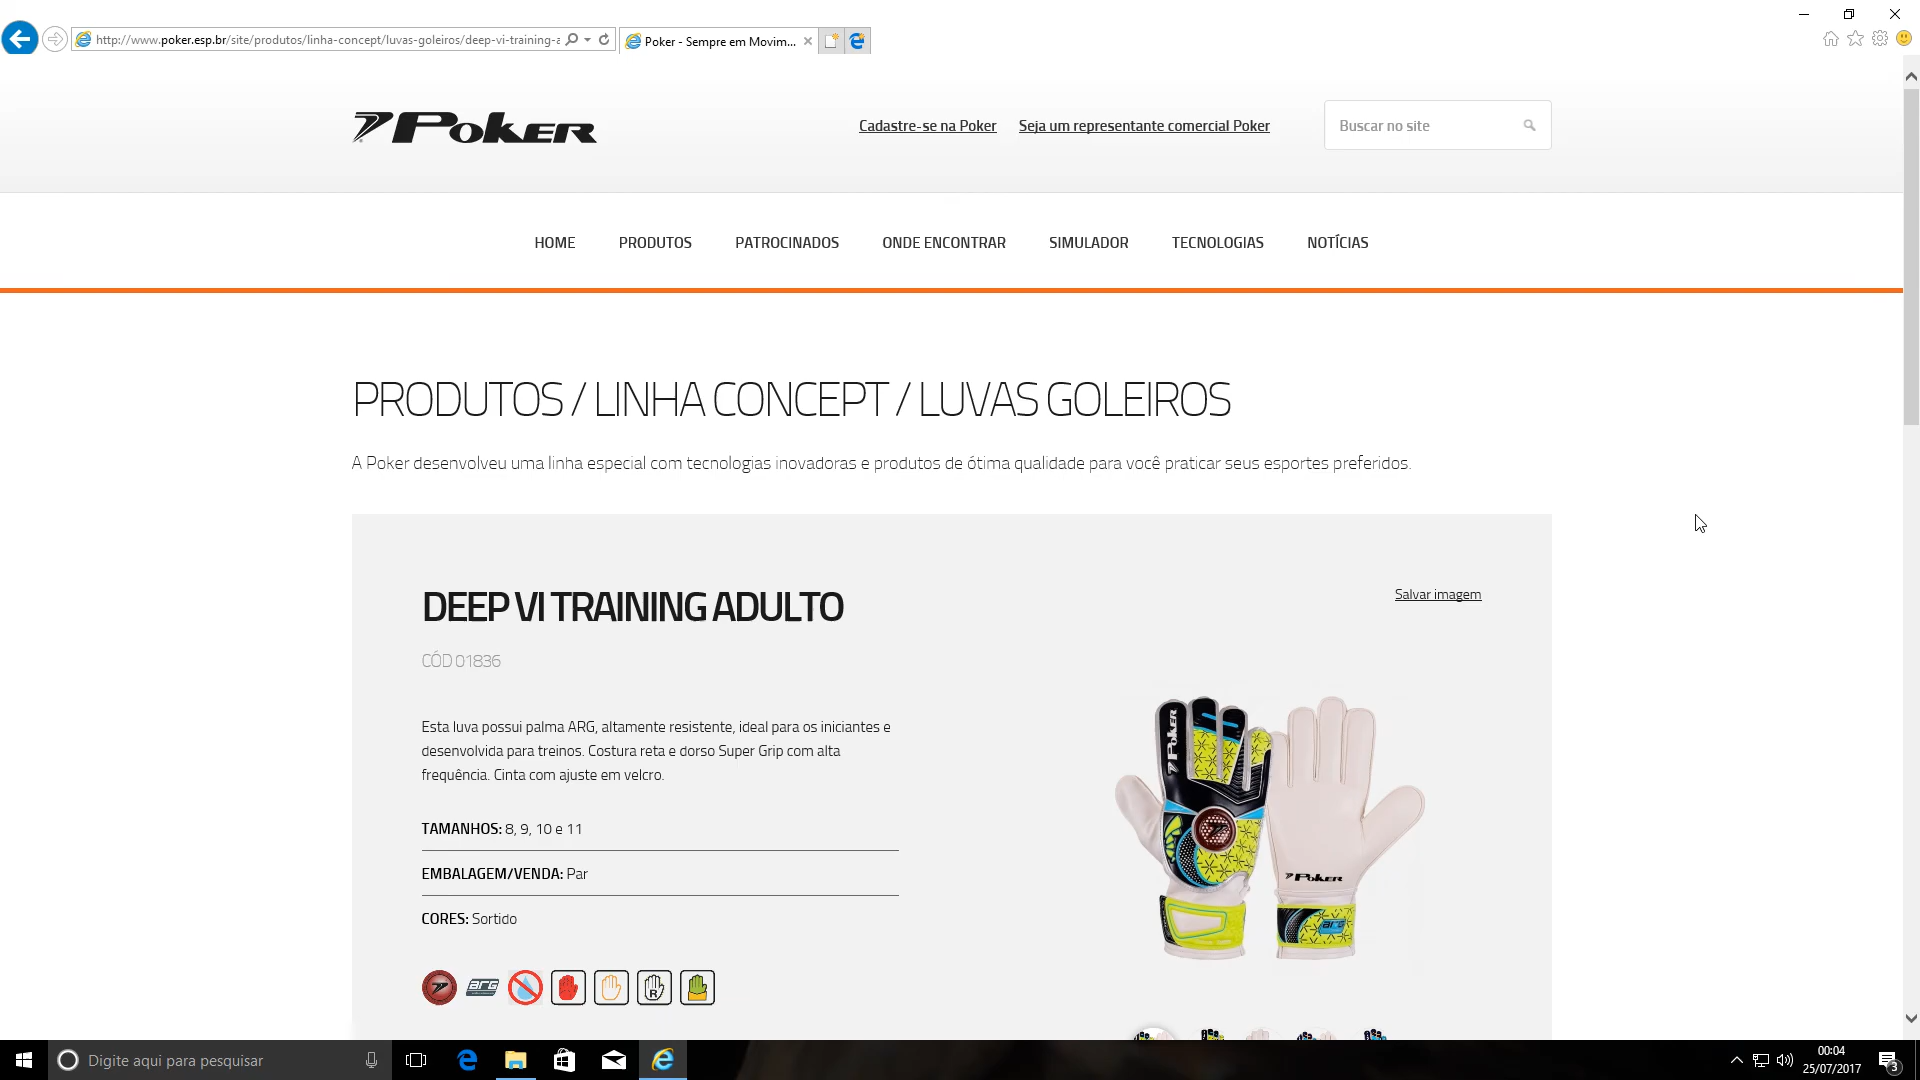 http://www.poker.esp.br/site/produtos/linha-concept/luvas-goleiros/deep-vi-training-a
Poker - Sempre em Movim...
Poker
Cadastre-se na Poker
Seja um representante comercial Poker
Buscar no site
HOME
PRODUTOS
PATROCINADOS
ONDE ENCONTRAR
SIMULADOR
TECNOLOGIAS
NOTÍCIAS
PRODUTOS / LINHA CONCEPT / LUVAS GOLEIROS
A Poker desenvolveu uma linha especial com tecnologias inovadoras e produtos de ótima qualidade para você praticar seus esportes preferidos.
DEEP VI TRAINING ADULTO
Salvar imagem
CÓD 01836
Esta luva possui palma ARG, altamente resistente, ideal para os iniciantes e
desenvolvida para treinos. Costura reta e dorso Super Grip com alta
frequência. Cinta com ajuste em velcro.
TAMANHOS: 8, 9, 10 e 11
EMBALAGEM/VENDA: Par
CORES: Sortido
Poker
Poker
arg
arg
R
Digite aqui para pesquisar
00:04
25/07/2017
3